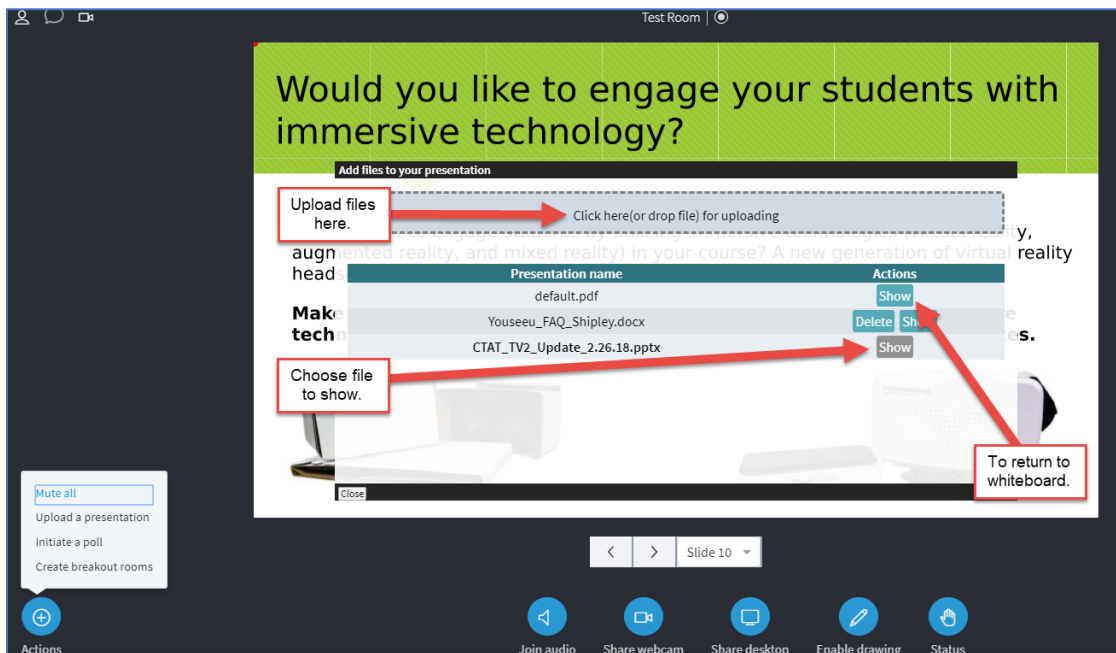 Test Room
Would you like to engage your students with
immersive technology?
Add files to your presentation
Upload files
here.
Click here(or drop file) for uploading
augmented reality, and mixed reality) in your course? A new generation of virtual reality
Presentation name Actions
default.pdf Show
Make
Youseeu_FAQ_Shipley.docx Delete
CTAT_TV2_Update_2.26.18.pptx Show
Choose file
to show.
To return to
whiteboard.
Close
Mute all
Upload a presentation
Initiate a poll
Create breakout rooms
Slide 10
Actions
Join audio Share webcam Share desktop Enable drawing Status